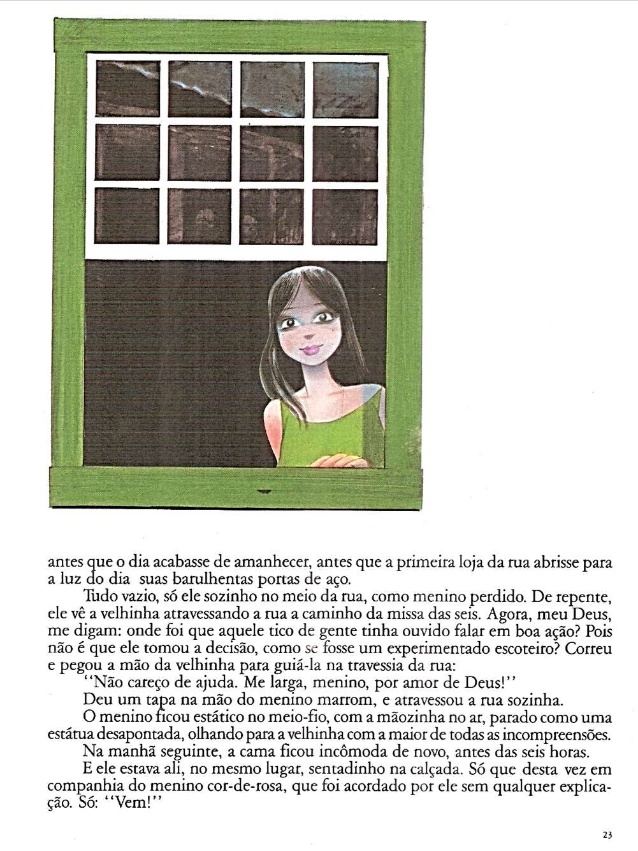 antes que o dia acabasse de amanhecer, antes que a primeira loja da rua abrisse para
a luz do dia suas barulhentas portas de aço.
Tudo vazio, só ele sozinho no meio da rua, como menino perdido. De repente,
ele vê a velhinha atravessando a rua a caminho da missa das seis. Agora, meu Deus,
me digam: onde foi que aquele tico de gente tinha ouvido falar em boa ação? Pois
não é que ele tomou a decisão, como se fosse um experimentado escoteiro? Correu
e pegou a mão da velhinha para guiá-la na travessia da rua:
"Não careço de ajuda. Me larga, menino, por amor de Deus!"
Deu um tapa na mão do menino marrom, e atravessou a rua sozinha.
O menino ficou estático no meio-fio, com a mãozinha no ar, parado como uma
estátua desapontada, olhando para a velhinha com a maior de todas as incompreensões.
Na manhã seguinte, a cama ficou incômoda de novo, antes das seis horas.
E ele estava ali, no mesmo lugar, sentadinho na calçada. Só que desta vez em
companhia do menino cor-de-rosa, que foi acordado por ele sem qualquer explica-
ção. Só: "Vem!"
23